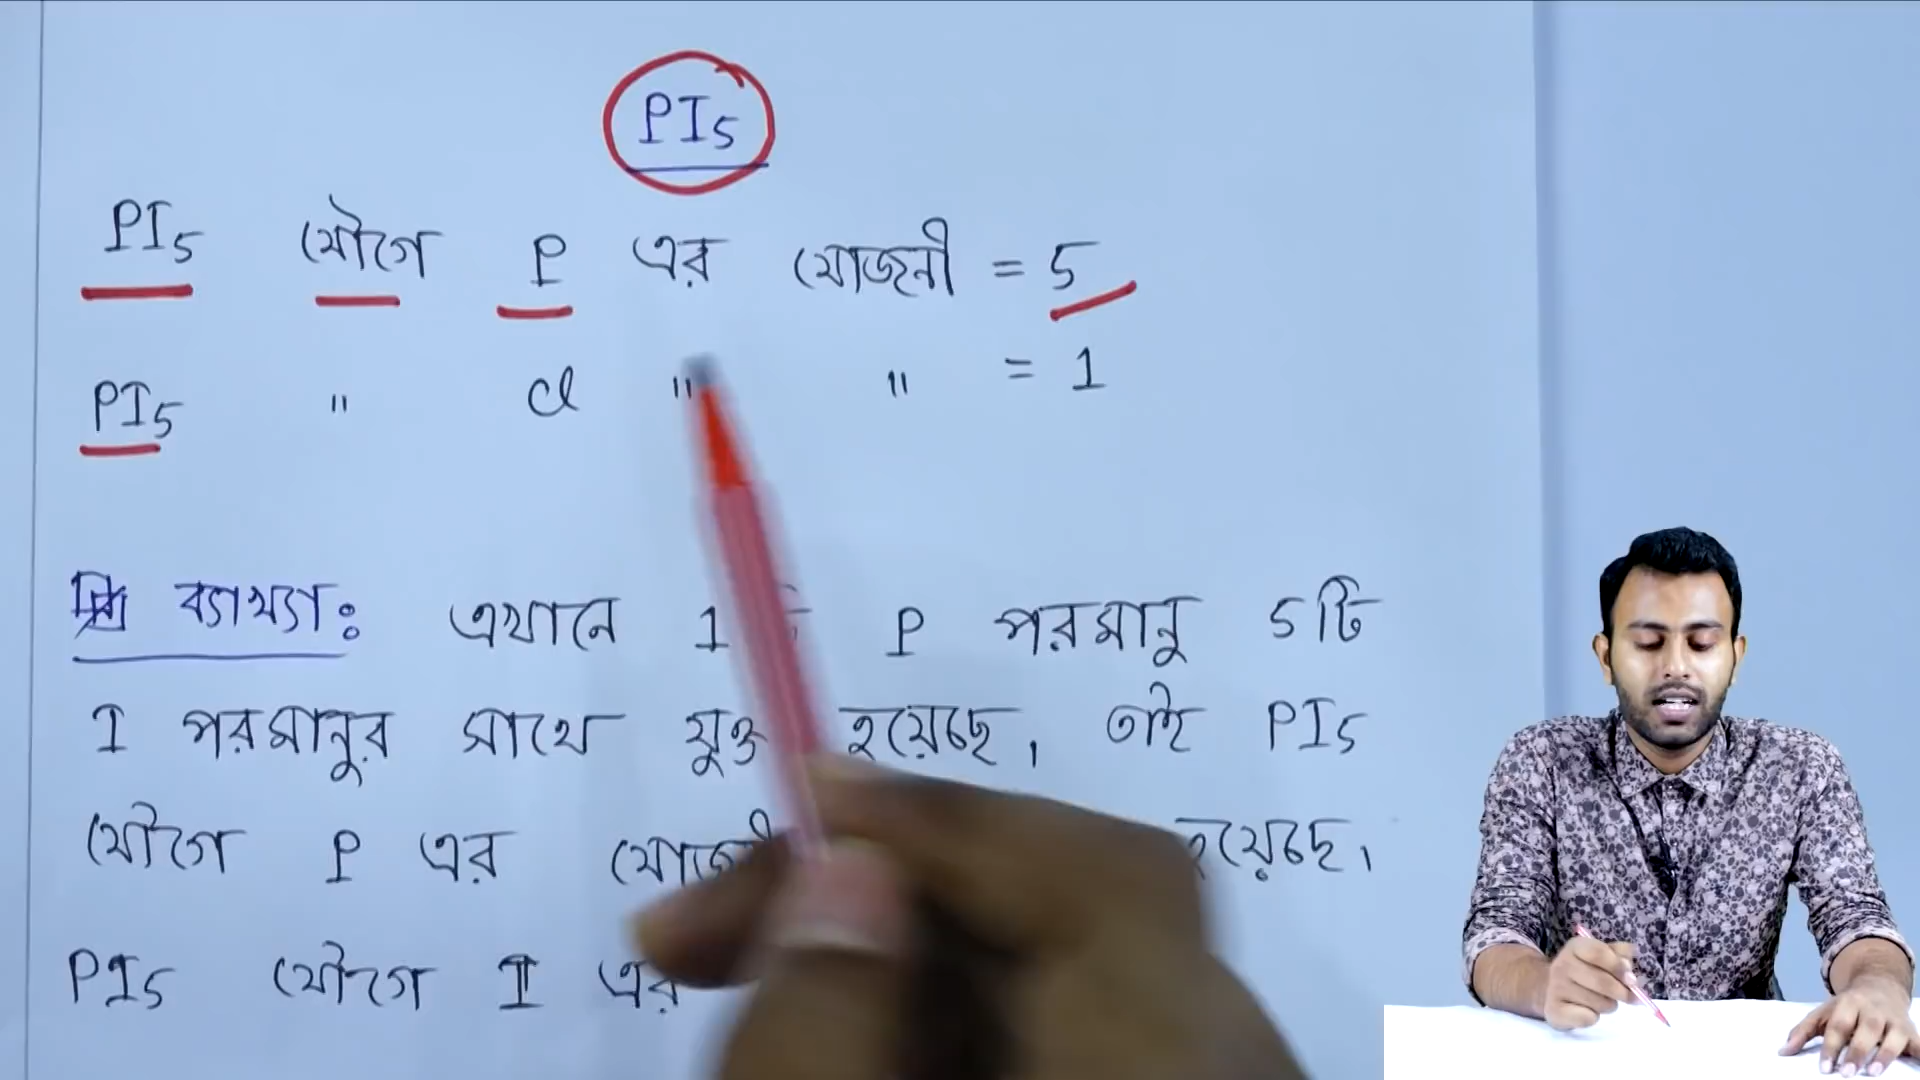 PI5
PI5 যৌগে P এর যোজনী = 5
PI5 " Cl " " = 1
ব্যাখ্যা: এখানে 1 P পরমানু 5টি
I পরমানুর সাথে যুক্ত হয়েছে, তাই PI5
যৌগে P এর হয়েছে।
PI5 যৌগে I এর